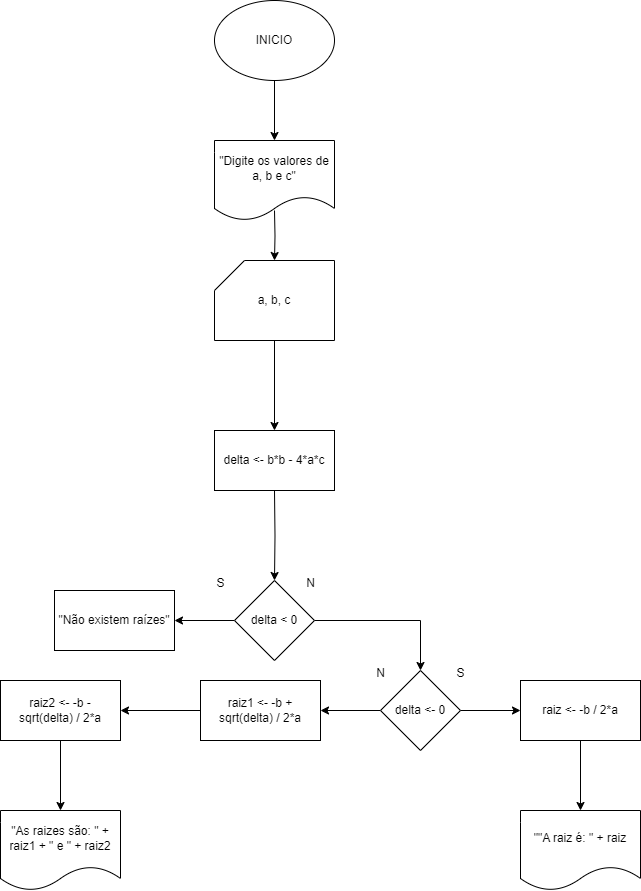 INICIO
"Digite os valores de
a, b e c"
a, b, c
delta <- b*b - 4*a*c
S
N
"Não existem raízes"
delta < 0
N
S
raiz2 <- -b -
sqrt(delta) / 2*a
raiz1 <- -b +
sqrt(delta) / 2*a
delta <- 0
raiz <- -b / 2*a
"As raizes são: " +
raiz1 + " e " + raiz2
""A raiz é: " + raiz